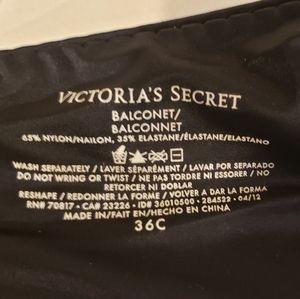 VICTORIA'S SECRET
BALCONET/
BALCONNET
65% NYLON/NAILON, 35% ELASTANE/ÉLASTANE/ELASTANO
WASH SEPARATELY / LAVER SÉPARÉMENT / LAVAR POR SEPARADO
DO NOT WRING OR TWIST / NE PAS TORDRE NI ESSORER / NO
RETORCER NI DOBLAR
RESHAPE / REDONNER LA FORME / VOLVER A DAR LA FORMA
RN# 70817 • CA# 23226 • ID# 36010500 • 284522 • 04/12
MADE IN/FAIT EN/HECHO EN CHINA
36C